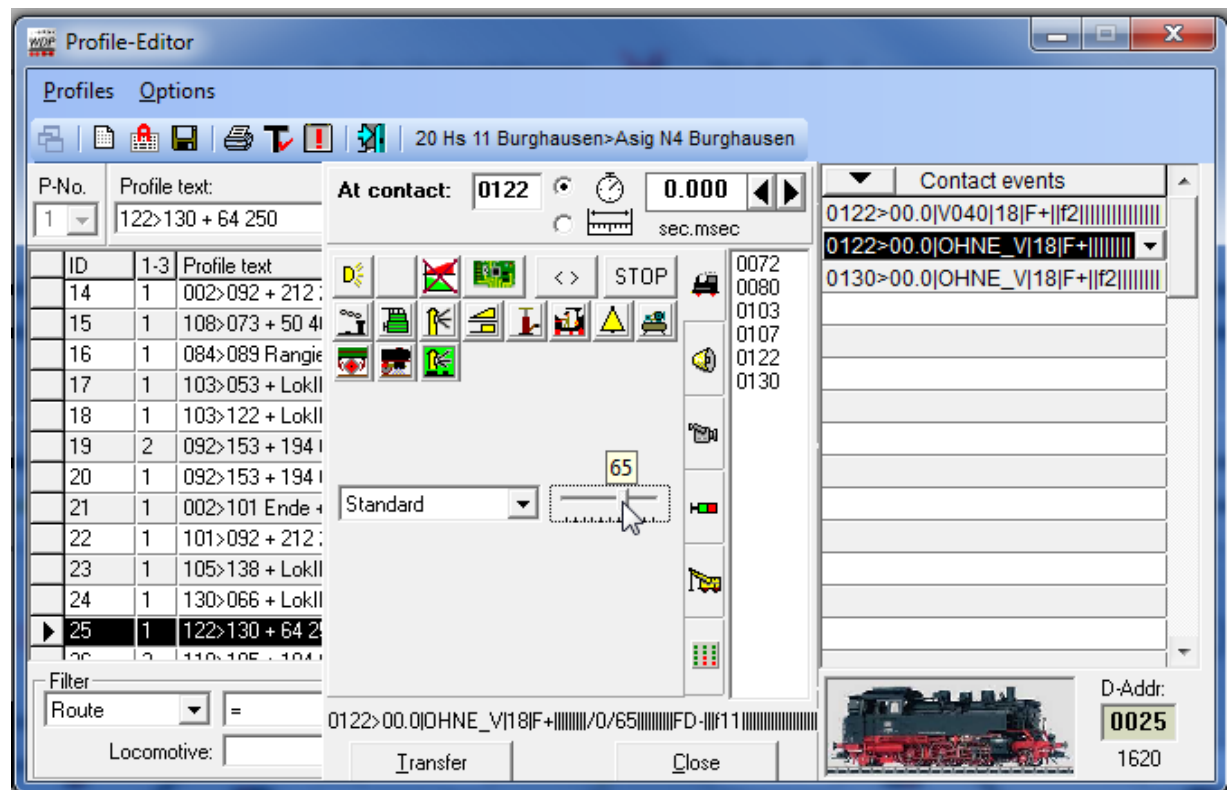 WDP Profile-Editor
Profiles Options
20 Hs 11 Burghausen>Asig N4 Burghausen
P-No. Profile text:
1 122>130 + 64 250
ID 1-3 Profile text
14 1 002>092 + 212
15 1 108>073 + 50 4
16 1 084>089 Rangie
17 1 103>053 + Lokll
18 1 103>122 + Lokll
19 2 092>153 + 194
20 1 092>153 + 194
21 1 002>101 Ende +
22 1 101>092 + 212
23 1 105>138 + Lokll
24 1 130>066 + Lokll
25 1 122>130 + 64 2
Filter
Route =
Locomotive:
At contact: 0122 0.000
sec.msec
< > STOP
65
Standard
0072
0080
0103
0107
0122
0130
0122>00.0|OHNE_V|18|F+||||||||/0/65|||||||||FD-|||f11||||||||||||||||||
Transfer Close
Contact events
0122>00.0|V040|18|F+||f2|||||||||||||||
0122>00.0|OHNE_V|18|F+||||||||
0130>00.0|OHNE_V|18|F+||f2||||||||
D-Addr:
0025
1620